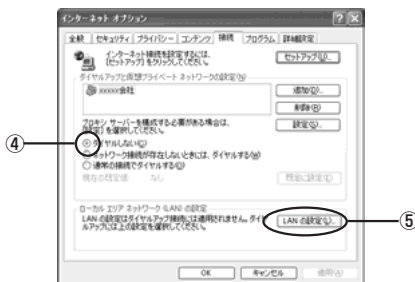 インターネット オプション
全般 セキュリティ プライバシー コンテンツ 接続 プログラム 詳細設定
インターネット接続を設定するには、
[セットアップ] をクリックしてください。
セットアップ(U)...
ダイヤルアップと仮想プライベート ネットワークの設定(N)
xxxxx会社
追加(D)...
削除(R)
プロキシ サーバーを構成する必要がある場合は、
[設定] を選択してください。
設定(S)...
④
ダイヤルしない(C)
ネットワーク接続が存在しないときには、ダイヤルする(W)
通常の接続でダイヤルする(O)
現在の既定値 なし
既定に設定(E)
ローカル エリア ネットワーク (LAN) の設定
LAN の設定はダイヤルアップ接続には適用されません。ダイヤ
ルアップには上の設定を選択してください。
LAN の設定(L)...
⑤
OK キャンセル 適用(A)